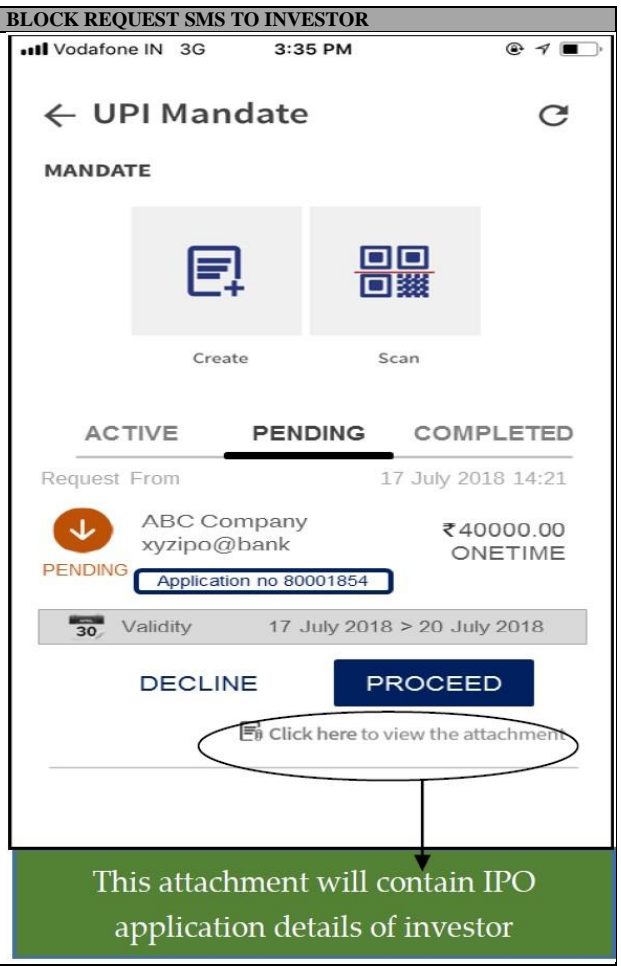 BLOCK REQUEST SMS TO INVESTOR
Vodafone IN 3G 3:35 PM
UPI Mandate
MANDATE
Create Scan
ACTIVE PENDING COMPLETED
Request From 17 July 2018 14:21
ABC Company ₹40000.00
xyzipo@bank ONETIME
PENDING
Application no 80001854
30 Validity 17 July 2018 > 20 July 2018
DECLINE PROCEED
Click here to view the attachment
This attachment will contain IPO
application details of investor